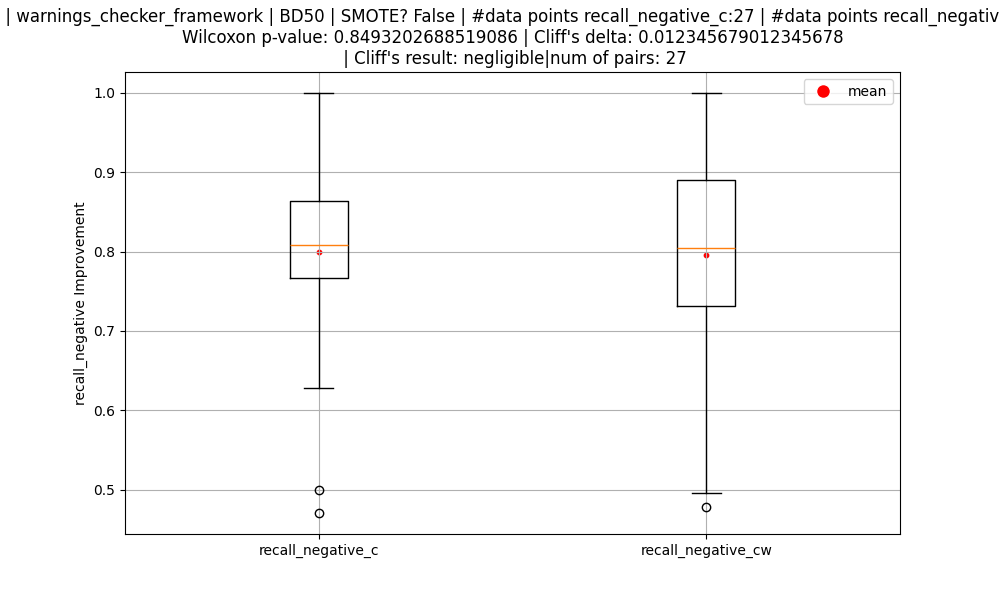 | warnings_checker_framework | BD50 | SMOTE? False | #data points recall_negative_c:27 | #data points recall_negativ
Wilcoxon p-value: 0.8493202688519086 | Cliff's delta: 0.012345679012345678
| Cliff's result: negligible|num of pairs: 27
mean
1.0
0.9
0.8
0.7
0.6
0.5
recall_negative Improvement
recall_negative_c
recall_negative_cw